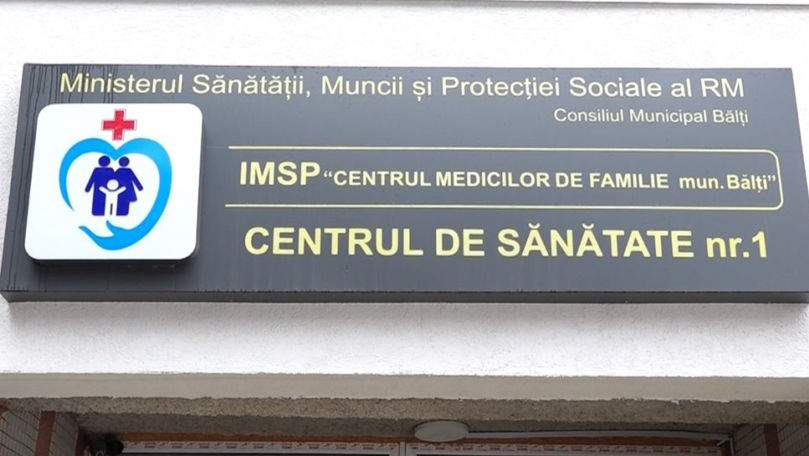 Ministerul Sănătății, Muncii și Protecției Sociale al RM
Consiliul Municipal Bălți
IMSP “CENTRUL MEDICILOR DE FAMILIE mun. Bălți”
CENTRUL DE SĂNĂTATE nr.1